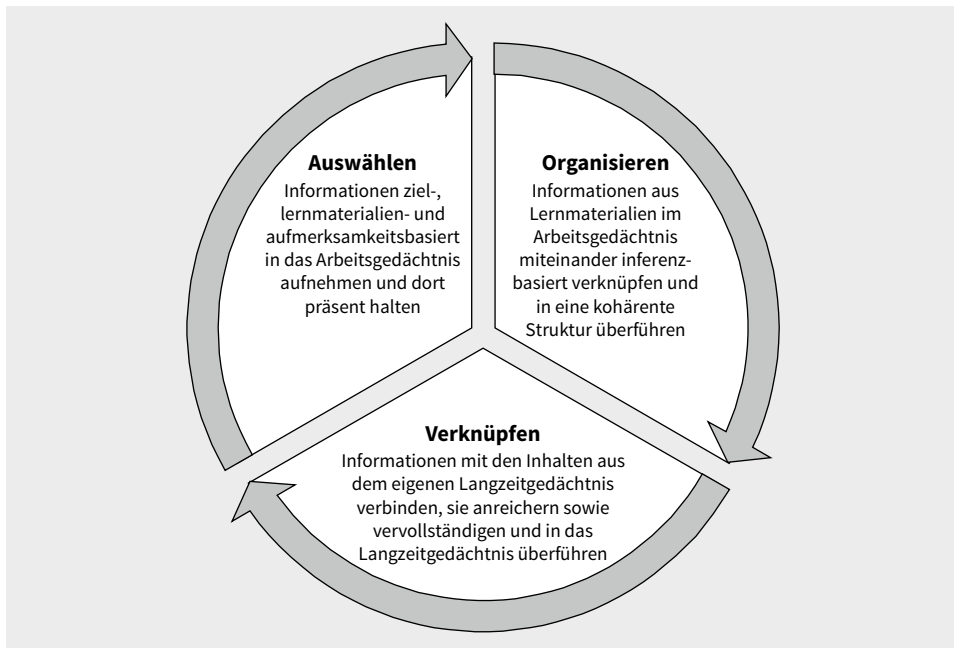 Auswählen
Informationen ziel-,
lernmaterialien- und
aufmerksamkeitsbasiert
in das Arbeitsgedächtnis
aufnehmen und dort
präsent halten
Organisieren
Informationen aus
Lernmaterialien im
Arbeitsgedächtnis
miteinander inferenz-
basiert verknüpfen und
in eine kohärente
Struktur überführen
Verknüpfen
Informationen mit den Inhalten aus
dem eigenen Langzeitgedächtnis
verbinden, sie anreichern sowie
vervollständigen und in das
Langzeitgedächtnis überführen